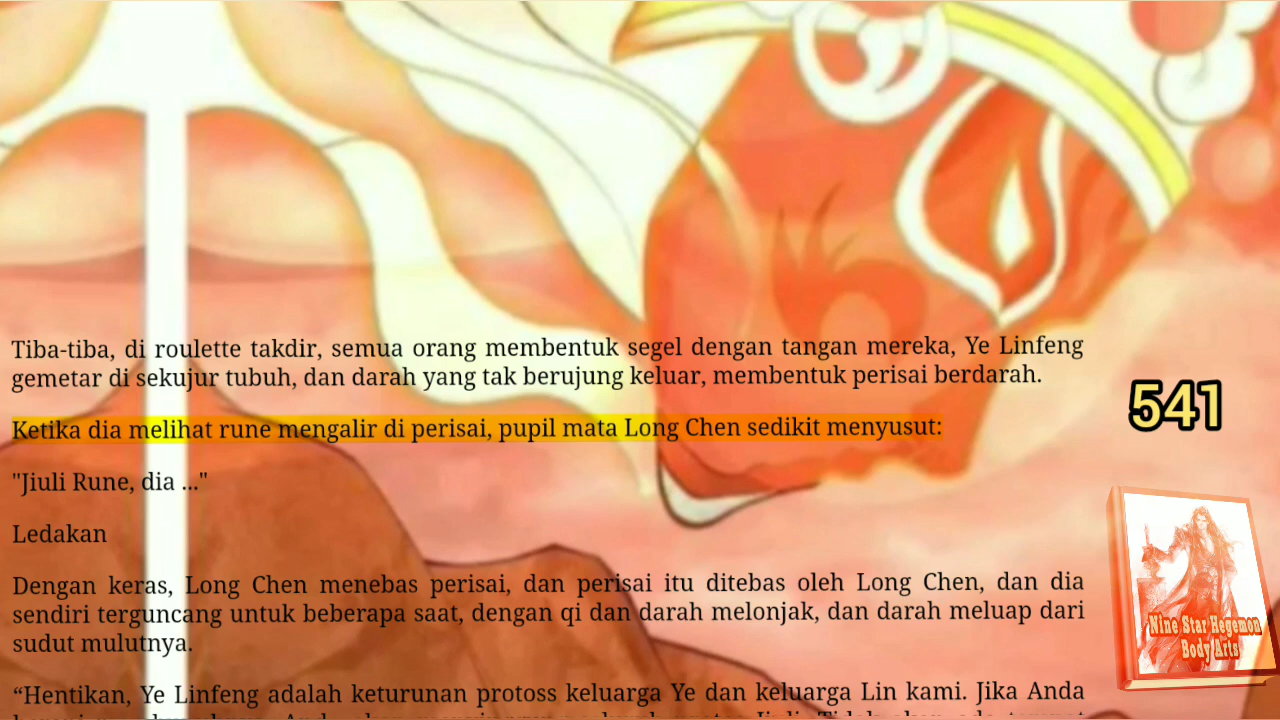 Tiba-tiba, di roulette takdir, semua orang membentuk segel dengan tangan mereka, Ye Linfeng
gemetar di sekujur tubuh, dan darah yang tak berujung keluar, membentuk perisai berdarah.
Ketika dia melihat rune mengalir di perisai, pupil mata Long Chen sedikit menyusut:
"Jiuli Rune, dia ..."
Ledakan
Dengan keras, Long Chen menebas perisai, dan perisai itu ditebas oleh Long Chen, dan dia
sendiri terguncang untuk beberapa saat, dengan qi dan darah melonjak, dan darah meluap dari
sudut mulutnya.
“Hentikan, Ye Linfeng adalah keturunan protoss keluarga Ye dan keluarga Lin kami. Jika Anda
541
Nine Star Hegemon
Body Arts